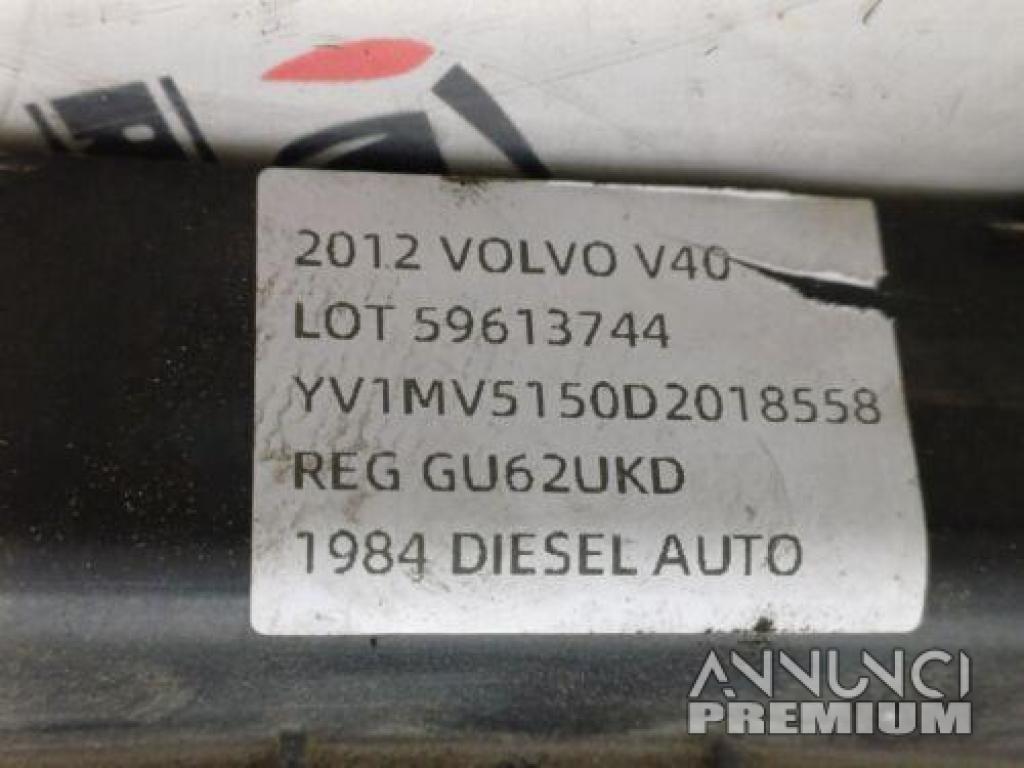 2012 VOLVO V40
LOT 59613744
YV1MV5150D2018558
REG GU62UKD
1984 DIESEL AUTO
ANNUNCI
PREMIUM